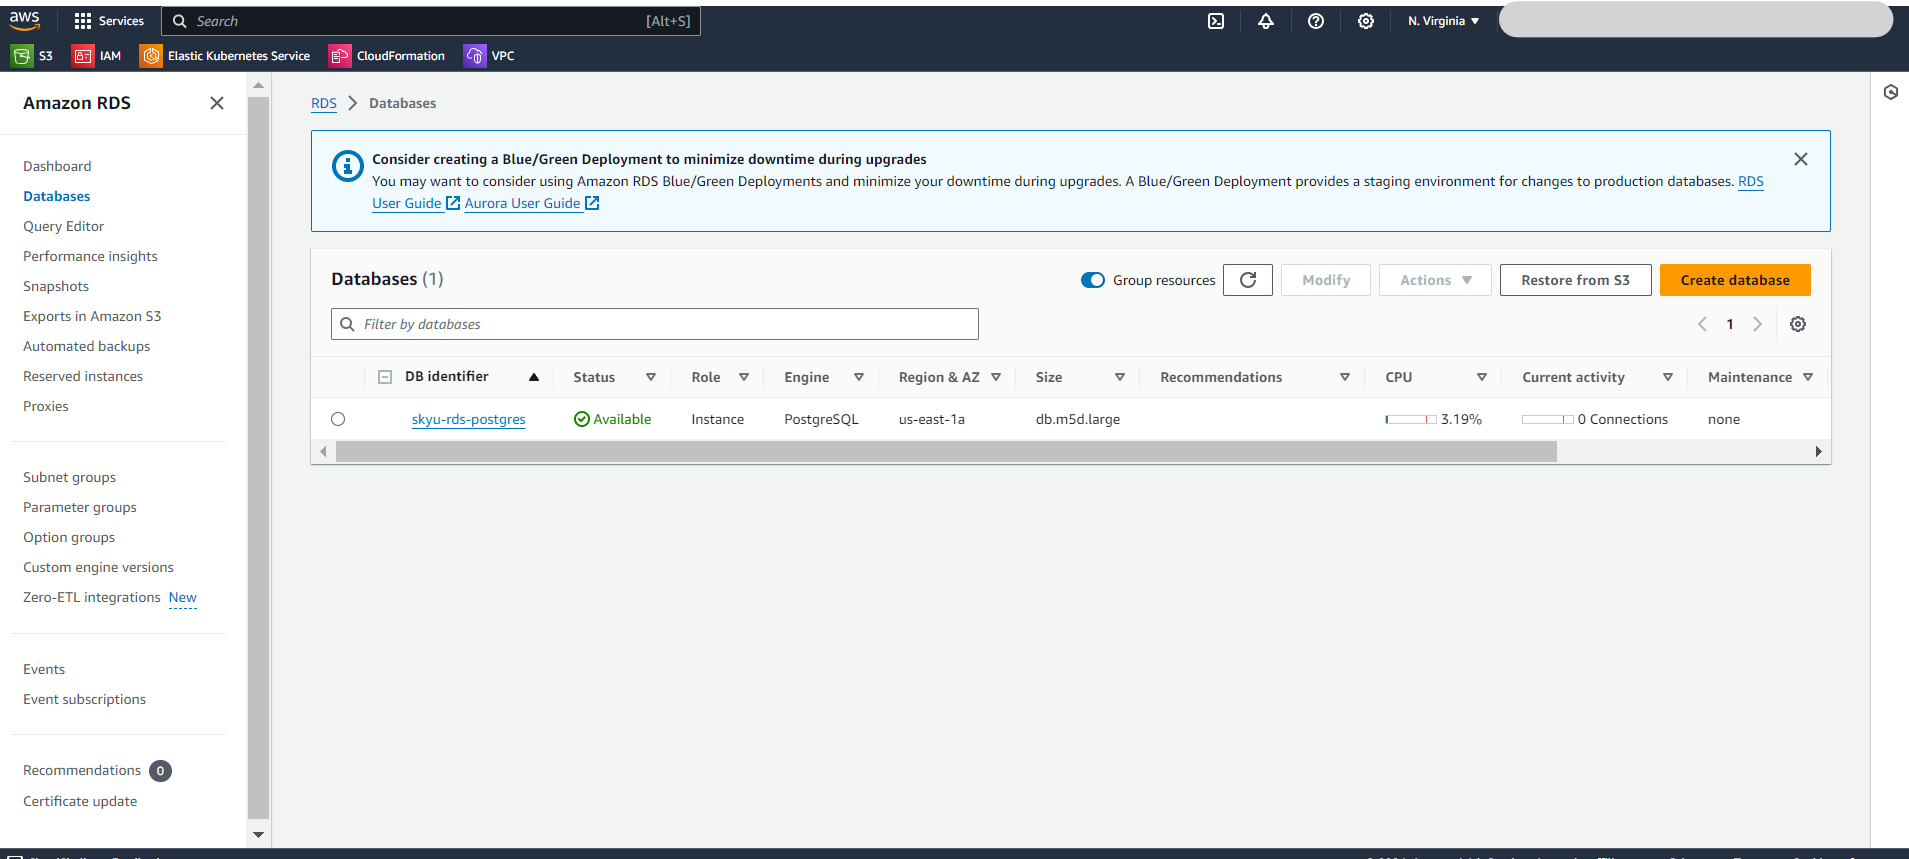 aws
Services
Search
[Alt+S]
N. Virginia
S3
IAM
Elastic Kubernetes Service
CloudFormation
VPC
Amazon RDS
Dashboard
Databases
Query Editor
Performance insights
Snapshots
Exports in Amazon S3
Automated backups
Reserved instances
Proxies
Subnet groups
Parameter groups
Option groups
Custom engine versions
Zero-ETL integrations New
Events
Event subscriptions
Recommendations 0
Certificate update
RDS > Databases
Consider creating a Blue/Green Deployment to minimize downtime during upgrades
You may want to consider using Amazon RDS Blue/Green Deployments and minimize your downtime during upgrades. A Blue/Green Deployment provides a staging environment for changes to production databases. RDS
User Guide Aurora User Guide
Databases (1)
Group resources
Modify
Actions
Restore from S3
Create database
Filter by databases
1
DB identifier Status Role Engine Region & AZ Size Recommendations CPU Current activity Maintenance
skyu-rds-postgres Available Instance PostgreSQL us-east-1a db.m5d.large 3.19% 0 Connections none